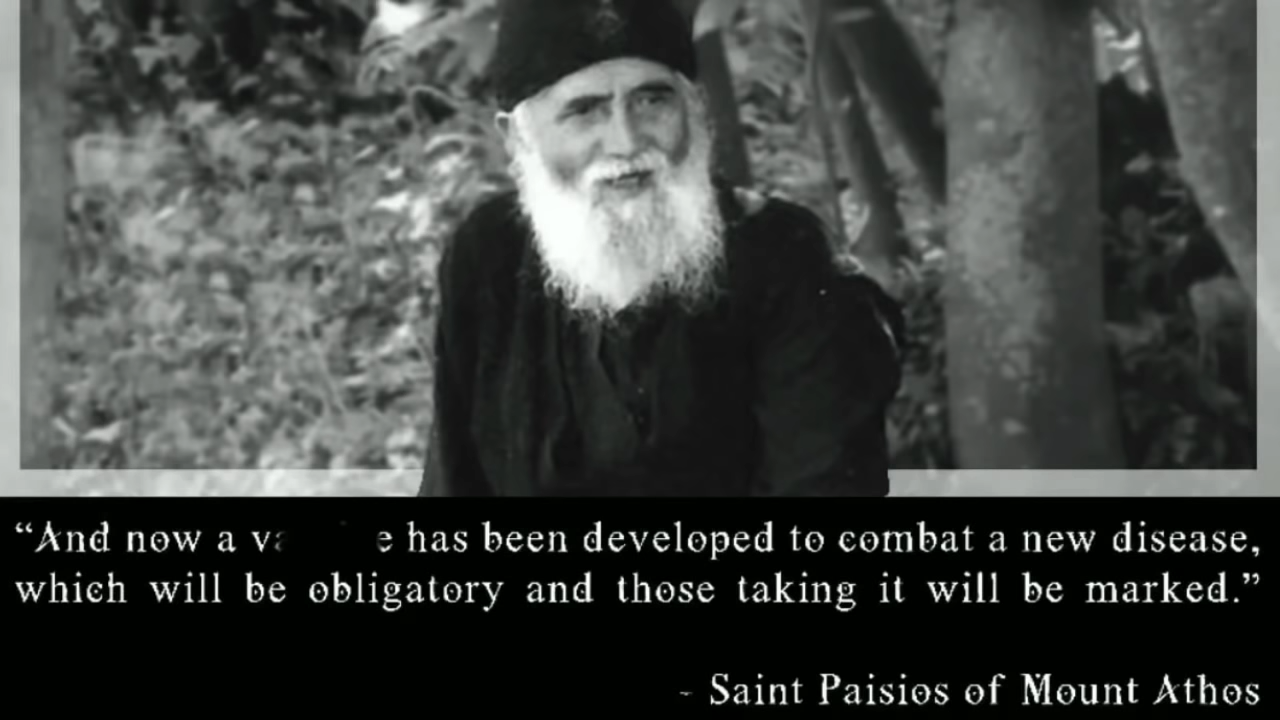 “And now a has been developed to combat a new disease,
which will be obligatory and those taking it will be marked.”
- Saint Paisios of Mount Athos